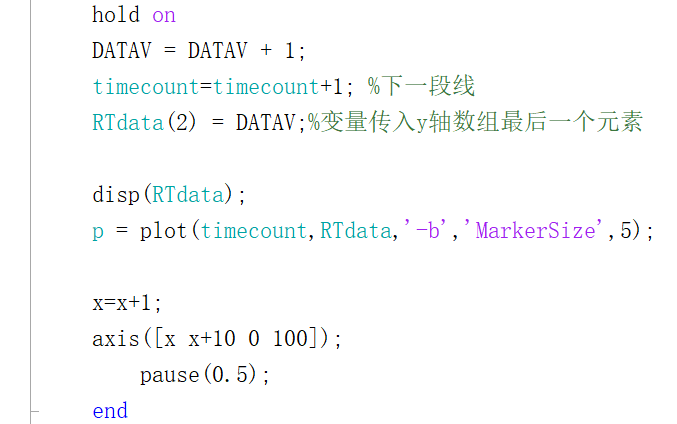 hold on
DATAV = DATAV + 1;
timecount=timecount+1; %下一段线
RTdata(2) = DATAV;%变量传入y轴数组最后一个元素
disp(RTdata);
p = plot(timecount,RTdata,'-b','MarkerSize',5);
x=x+1;
axis([x x+10 0 100]);
pause(0.5);
end